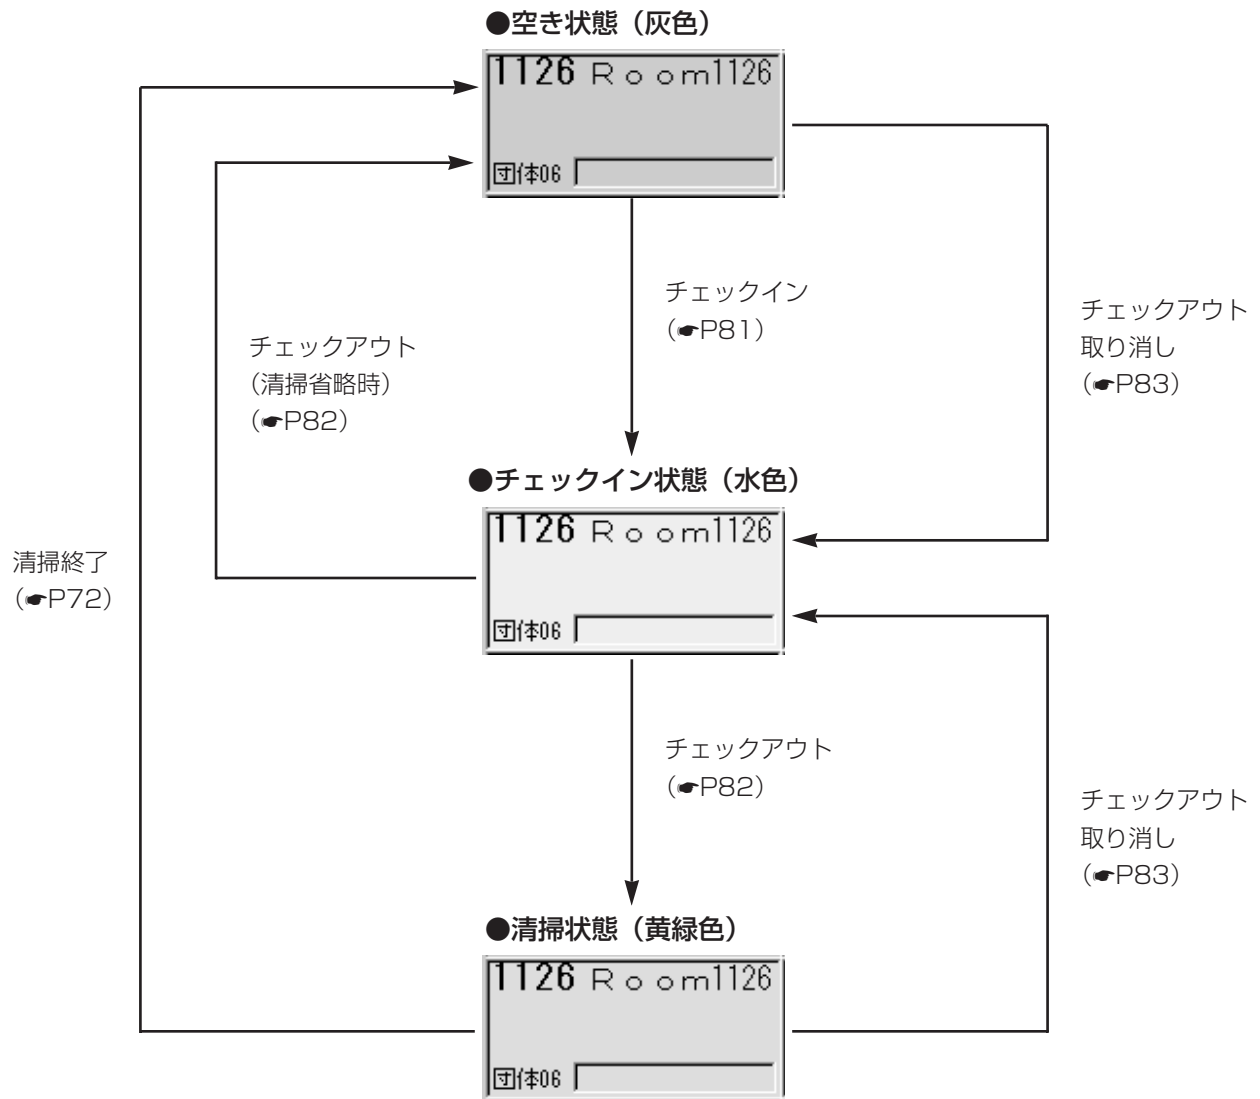 ●空き状態（灰色）
1126 Ｒｏｏｍ1126
団体06
チェックイン
（☛P81）
チェックアウト
取り消し
（☛P83）
チェックアウト
（清掃省略時）
（☛P82）
●チェックイン状態（水色）
1126 Ｒｏｏｍ1126
団体06
清掃終了
（☛P72）
チェックアウト
（☛P82）
チェックアウト
取り消し
（☛P83）
●清掃状態（黄緑色）
1126 Ｒｏｏｍ1126
団体06